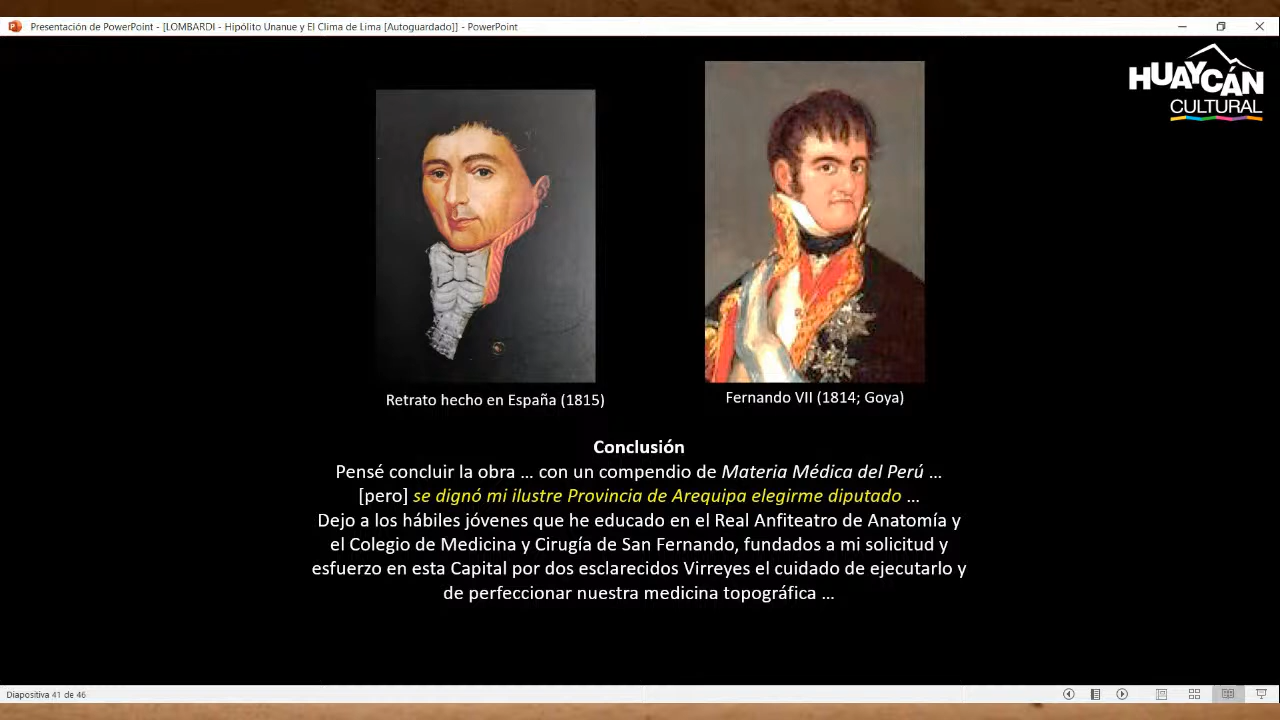 Presentación de PowerPoint - [LOMBARDI - Hipólito Unanue y El Clima de Lima [Autoguardado]] - PowerPoint
HUAYCÁN
CULTURAL
Retrato hecho en España (1815)
Fernando VII (1814; Goya)
Conclusión
Pensé concluir la obra ... con un compendio de Materia Médica del Perú ...
[pero] se dignó mi ilustre Provincia de Arequipa elegirme diputado ...
Dejo a los hábiles jóvenes que he educado en el Real Anfiteatro de Anatomía y
el Colegio de Medicina y Cirugía de San Fernando, fundados a mi solicitud y
esfuerzo en esta Capital por dos esclarecidos Virreyes el cuidado de ejecutarlo y
de perfeccionar nuestra medicina topográfica ...
Diapositiva 41 de 46